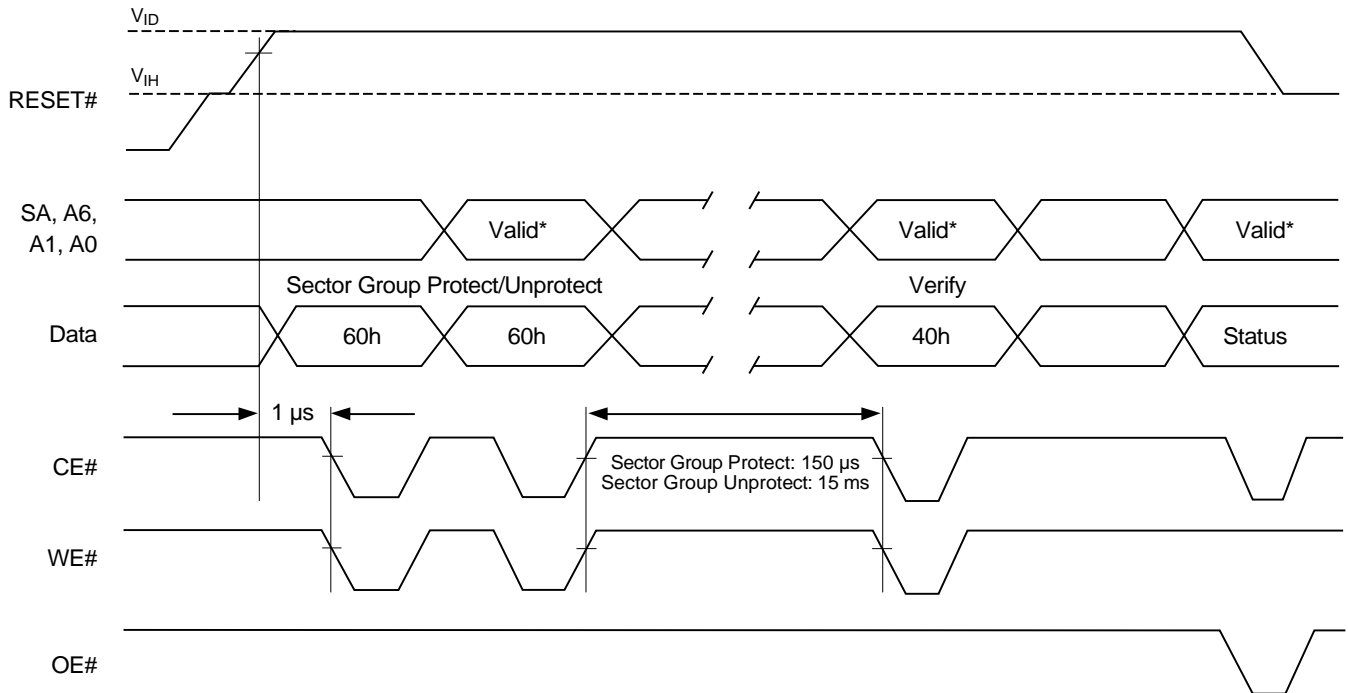 VID
VIH
RESET#
SA, A6,
A1, A0
Valid*
Valid*
Valid*
Sector Group Protect/Unprotect
Verify
Data
60h
60h
40h
Status
1 µs
CE#
Sector Group Protect: 150 µs
Sector Group Unprotect: 15 ms
WE#
OE#